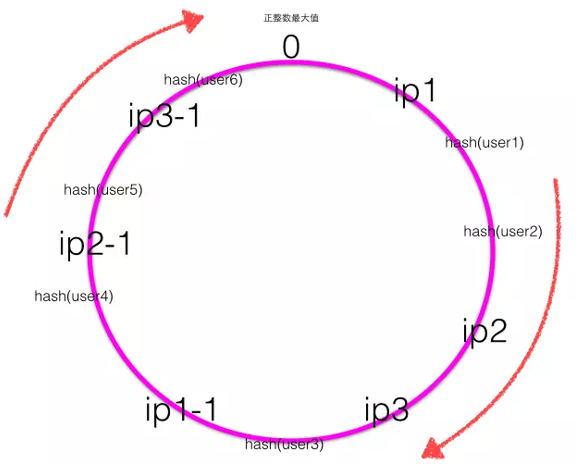 正整数最大值
0
hash(user6)
ip1
ip3-1
hash(user1)
hash(user5)
hash(user2)
ip2-1
hash(user4)
ip2
ip1-1
ip3
hash(user3)